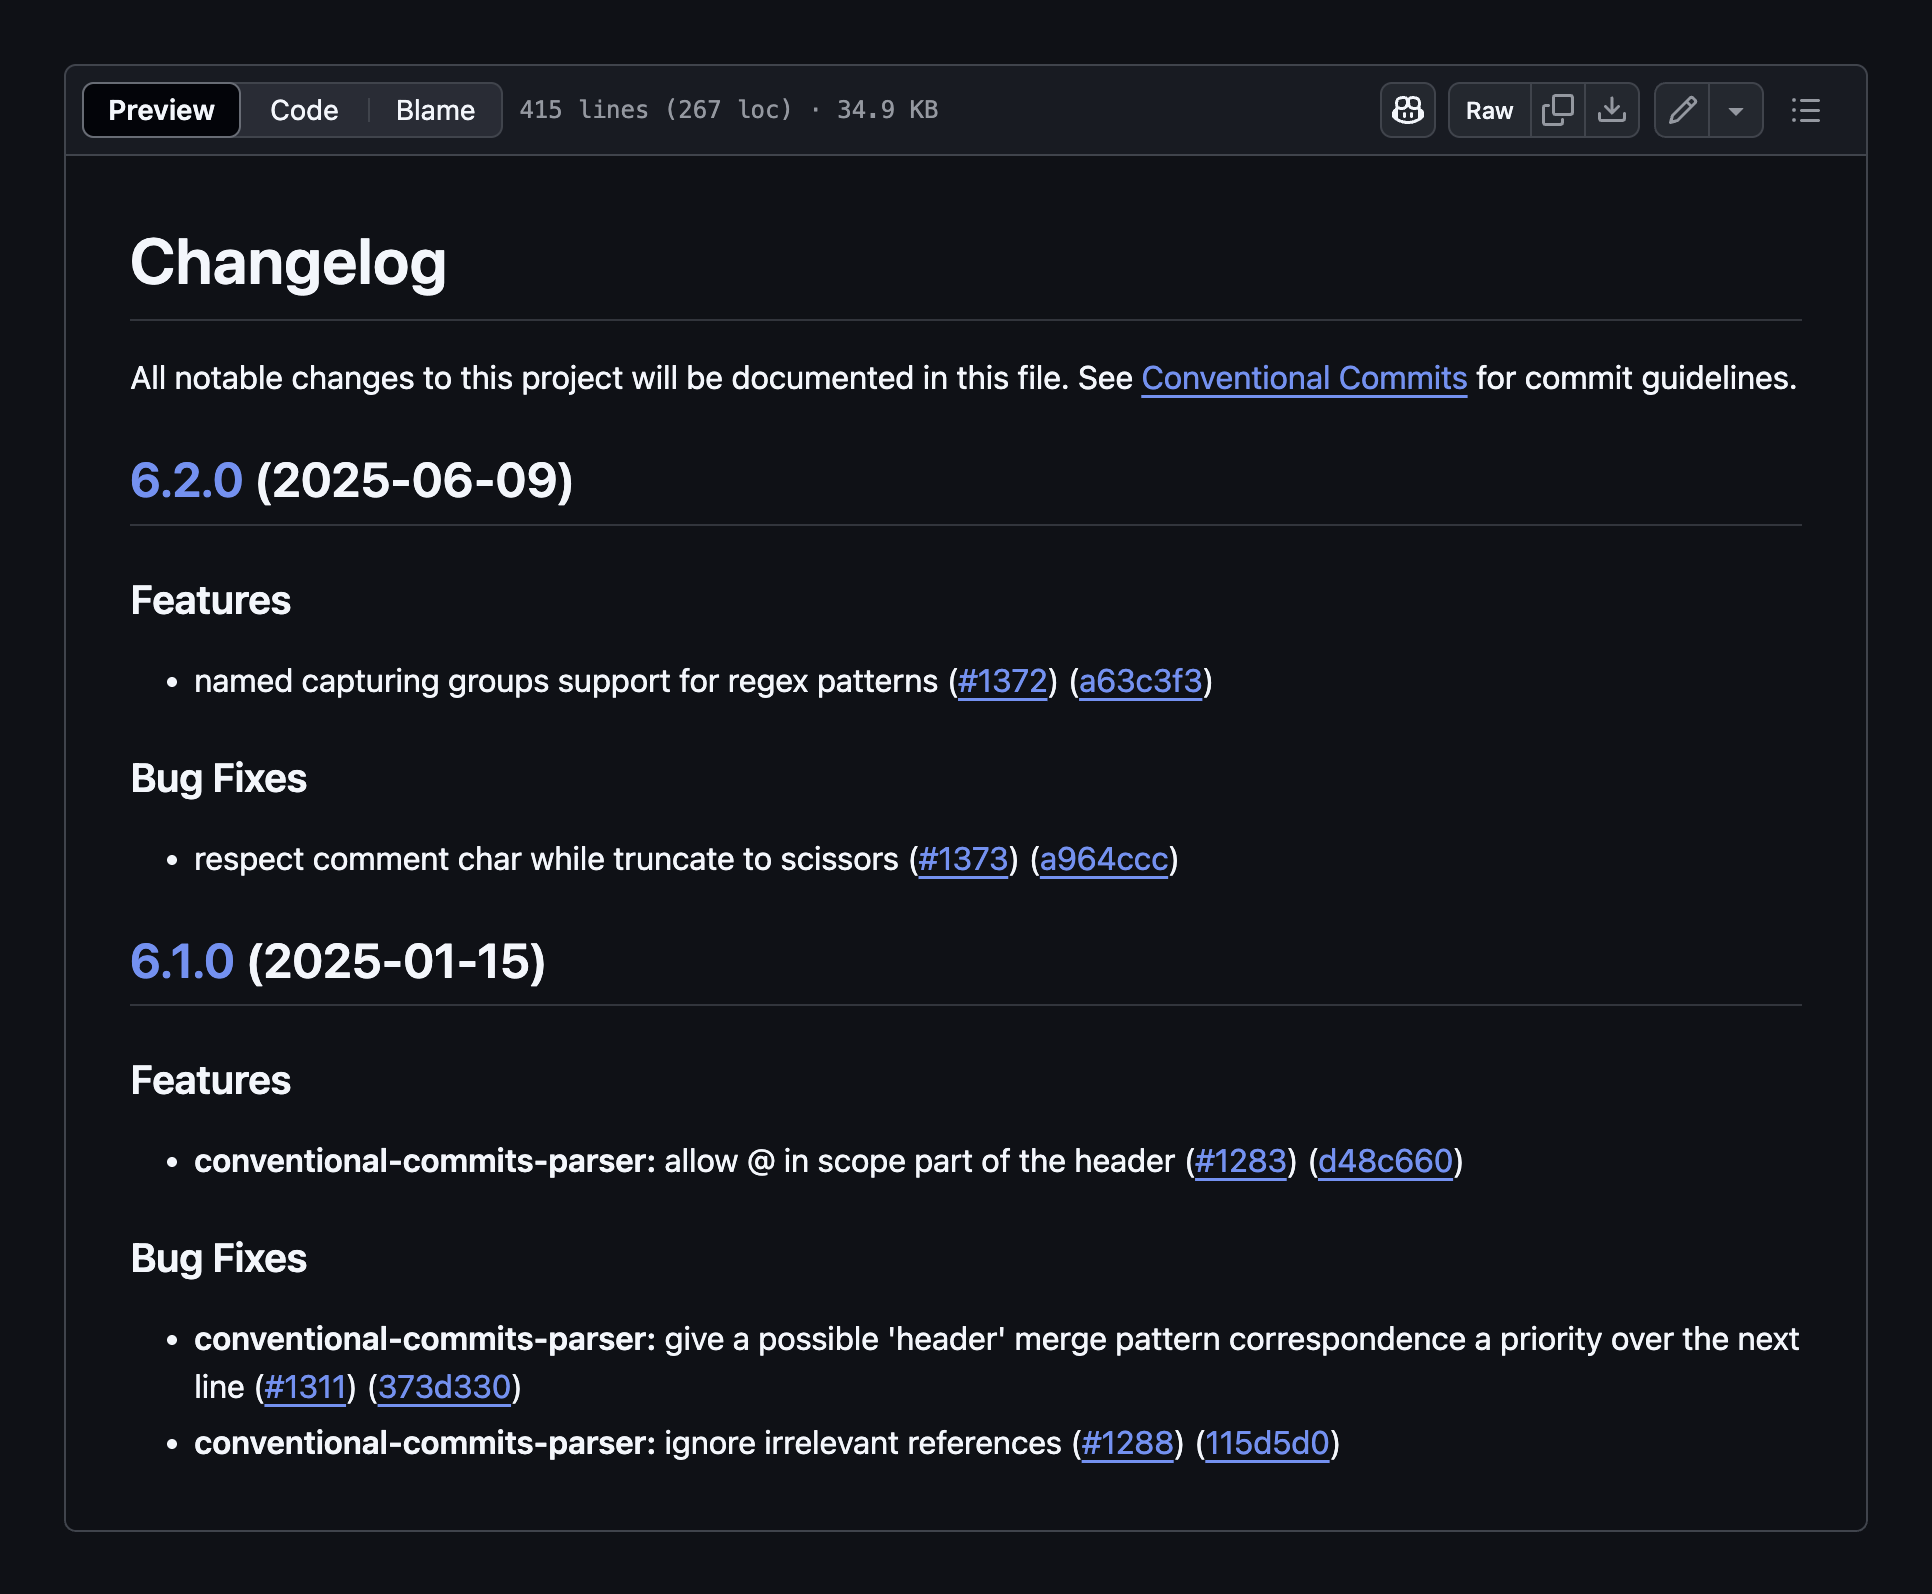 Preview Code Blame 415 lines (267 loc) · 34.9 KB Raw
Changelog
All notable changes to this project will be documented in this file. See Conventional Commits for commit guidelines.
6.2.0 (2025-06-09)
Features
• named capturing groups support for regex patterns (#1372) (a63c3f3)
Bug Fixes
• respect comment char while truncate to scissors (#1373) (a964ccc)
6.1.0 (2025-01-15)
Features
• conventional-commits-parser: allow @ in scope part of the header (#1283) (d48c660)
Bug Fixes
• conventional-commits-parser: give a possible 'header' merge pattern correspondence a priority over the next
line (#1311) (373d330)
• conventional-commits-parser: ignore irrelevant references (#1288) (115d5d0)